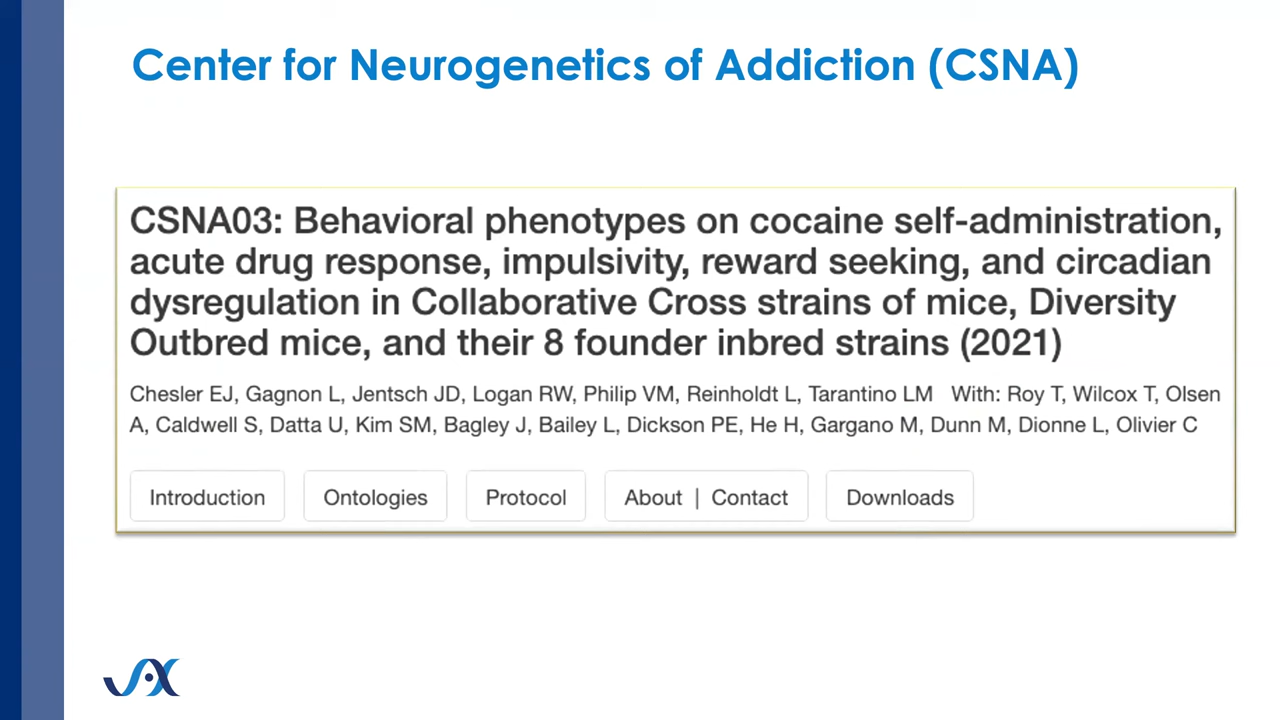 Center for Neurogenetics of Addiction (CSNA)
CSNA03: Behavioral phenotypes on cocaine self-administration,
acute drug response, impulsivity, reward seeking, and circadian
dysregulation in Collaborative Cross strains of mice, Diversity
Outbred mice, and their 8 founder inbred strains (2021)
Chesler EJ, Gagnon L, Jentsch JD, Logan RW, Philip VM, Reinholdt L, Tarantino LM With: Roy T, Wilcox T, Olsen
A, Caldwell S, Datta U, Kim SM, Bagley J, Bailey L, Dickson PE, He H, Gargano M, Dunn M, Dionne L, Olivier C
Introduction Ontologies Protocol About | Contact Downloads
JAX